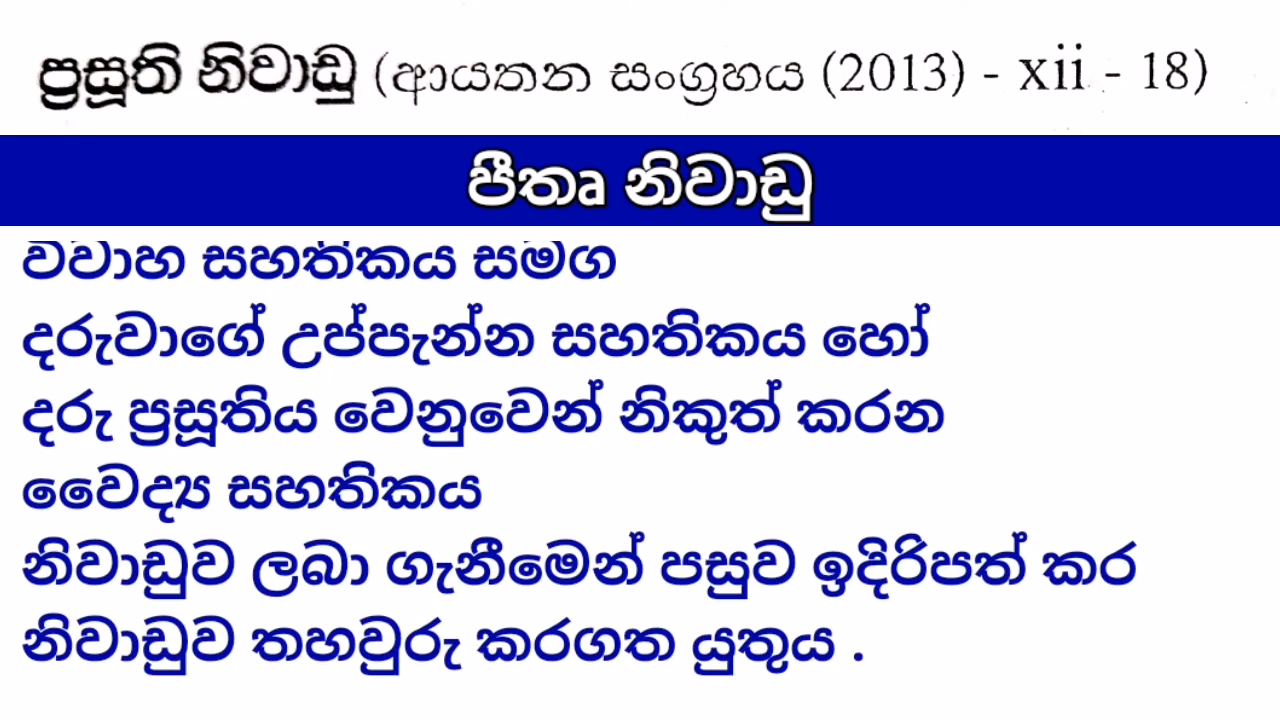 ප්‍රසූති නිවාඩු (ආයතන සංග්‍රහය (2013) - xii - 18)
පීතෘ නිවාඩු
විවාහ සහතිකය සමග
දරුවාගේ උප්පැන්න සහතිකය හෝ
දරු ප්‍රසූතිය වෙනුවෙන් නිකුත් කරන
වෛද්‍ය සහතිකය
නිවාඩුව ලබා ගැනීමෙන් පසුව ඉදිරිපත් කර
නිවාඩුව තහවුරු කරගත යුතුය .